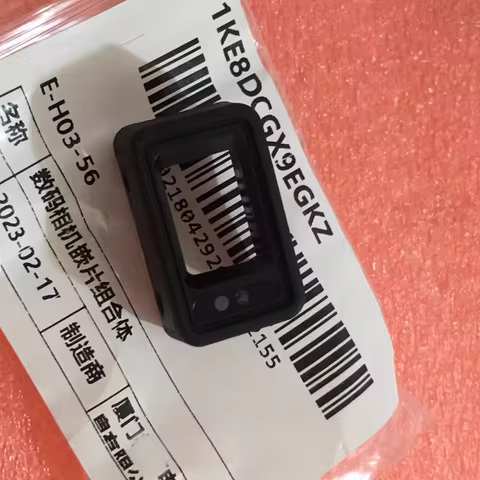 1KE8DCGX9EGKZ
E-H03-56
名称
数码相机嵌片组合体
2023-02-17
制造商
厦门